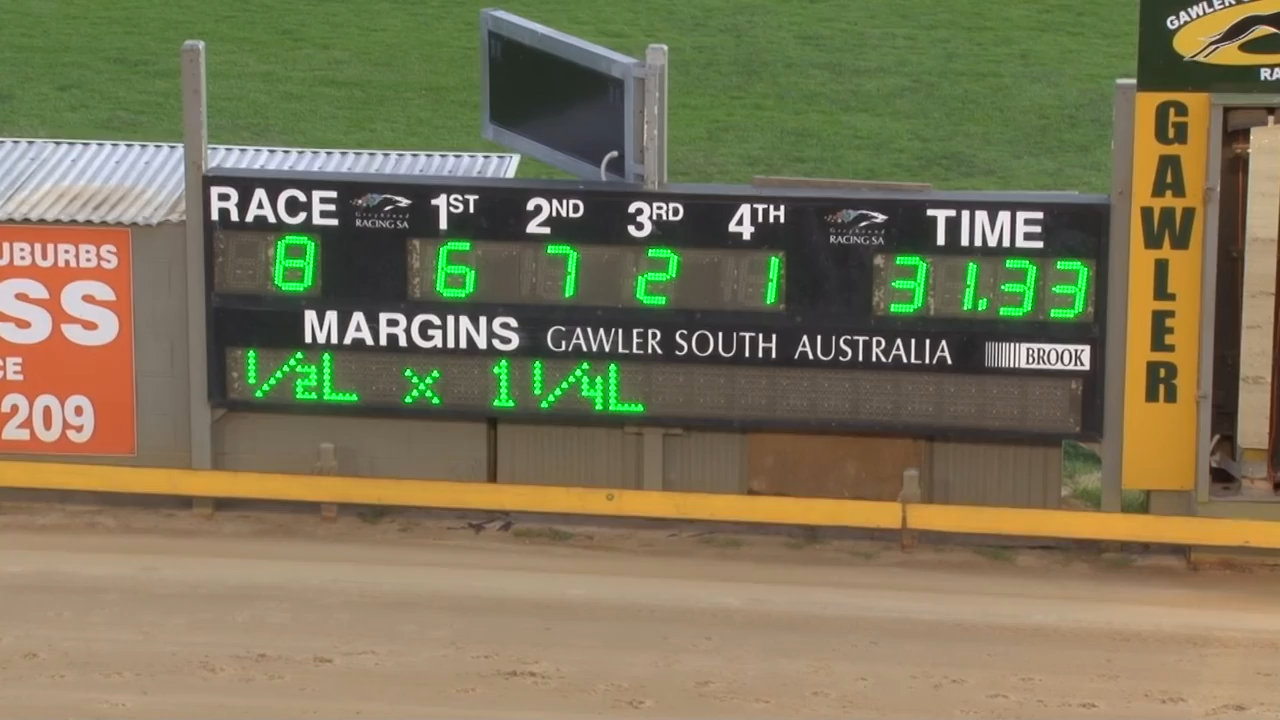 GAWLER
RA
RACE Greyhound RACING SA 1ST 2ND 3RD 4TH Greyhound RACING SA TIME
8 6 7 2 1 31.33
MARGINS GAWLER SOUTH AUSTRALIA BROOK
1/2L x 1 1/4L
GAWLER
UBURBS
SS
CE
209